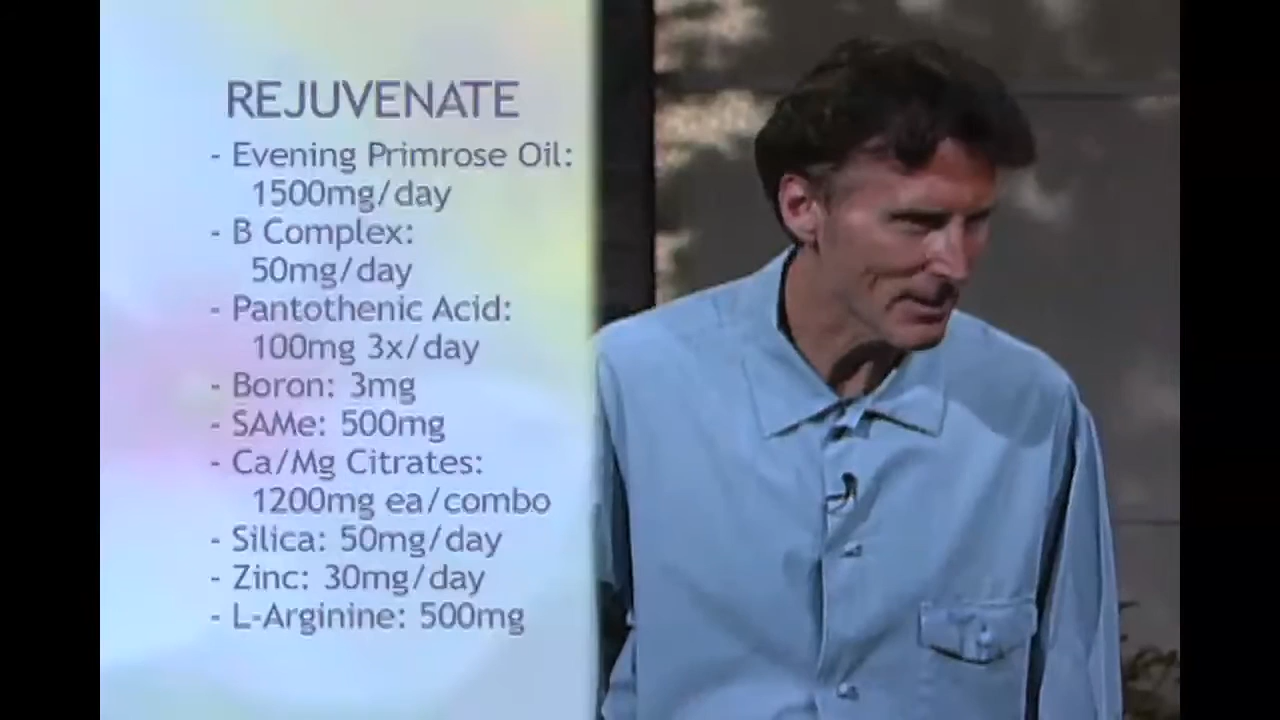 REJUVENATE
- Evening Primrose Oil:
1500mg/day
- B Complex:
50mg/day
- Pantothenic Acid:
100mg 3x/day
- Boron: 3mg
- SAMe: 500mg
- Ca/Mg Citrates:
1200mg ea/combo
- Silica: 50mg/day
- Zinc: 30mg/day
- L-Arginine: 500mg